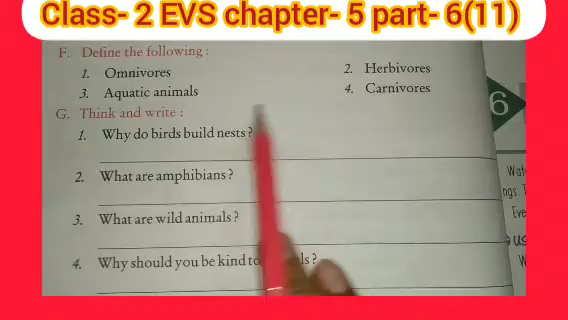 Class- 2 EVS chapter- 5 part- 6(11)
F. Define the following :
1. Omnivores
2. Herbivores
3. Aquatic animals
4. Carnivores
G. Think and write :
6
1. Why do birds build nests?
2. What are amphibians?
3. What are wild animals?
4. Why should you be kind to